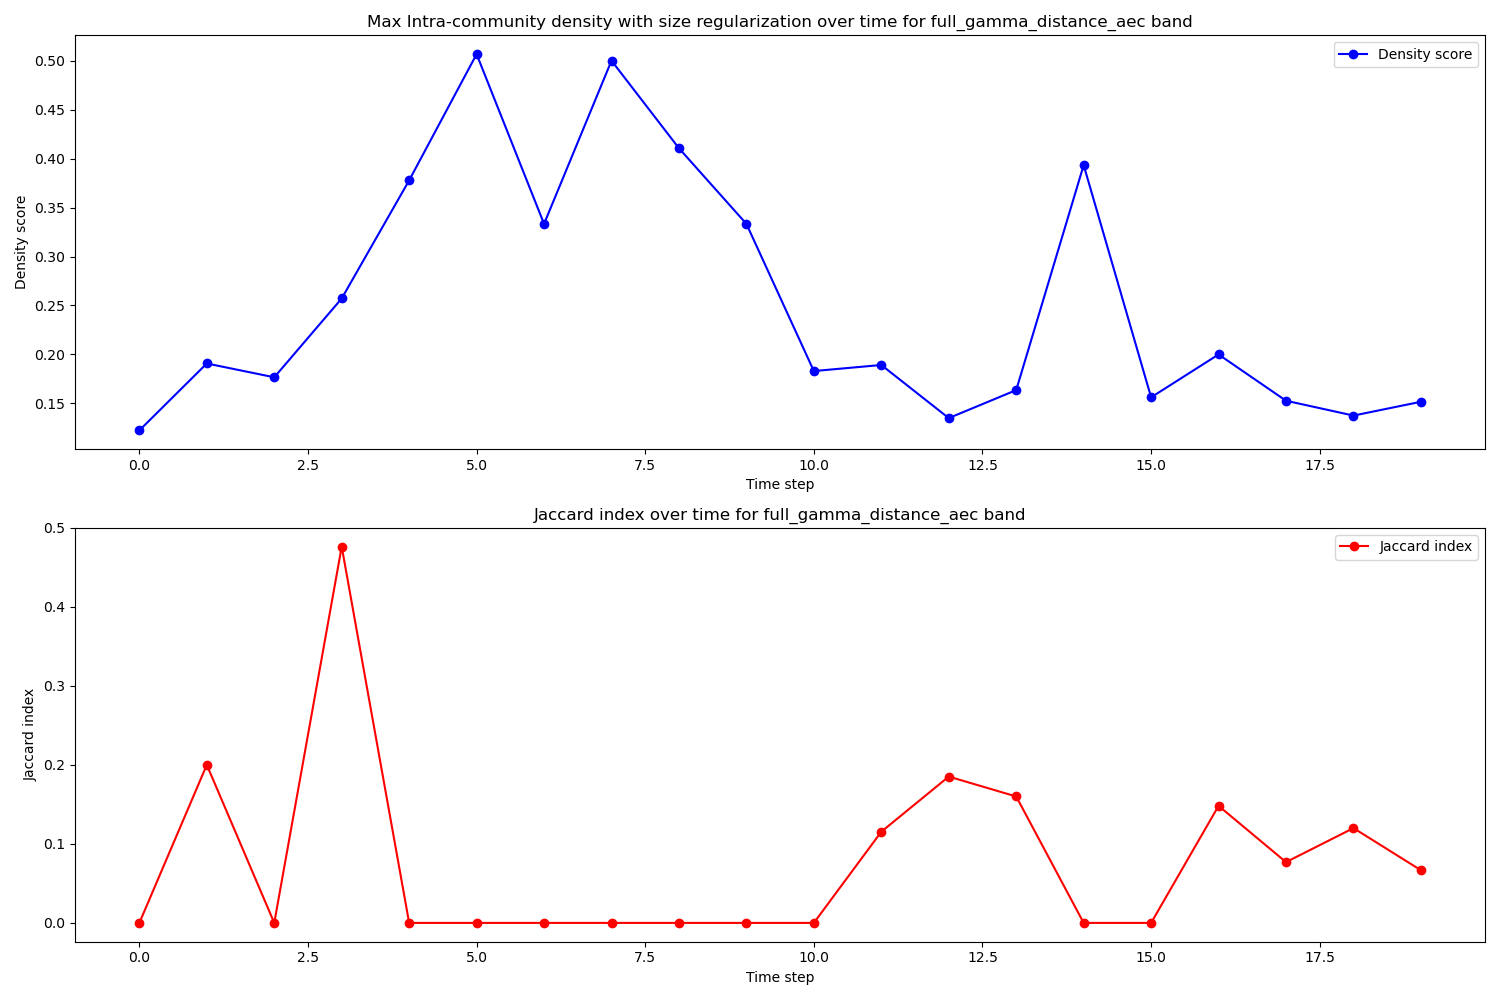 Max Intra-community density with size regularization over time for full_gamma_distance_aec band
Density score
0.50
0.45
0.40
0.35
0.30
0.25
0.20
0.15
Density score
0.0 2.5 5.0 7.5 10.0 12.5 15.0 17.5
Time step
Jaccard index over time for full_gamma_distance_aec band
Jaccard index
0.5
0.4
0.3
0.2
0.1
0.0
Jaccard index
0.0 2.5 5.0 7.5 10.0 12.5 15.0 17.5
Time step